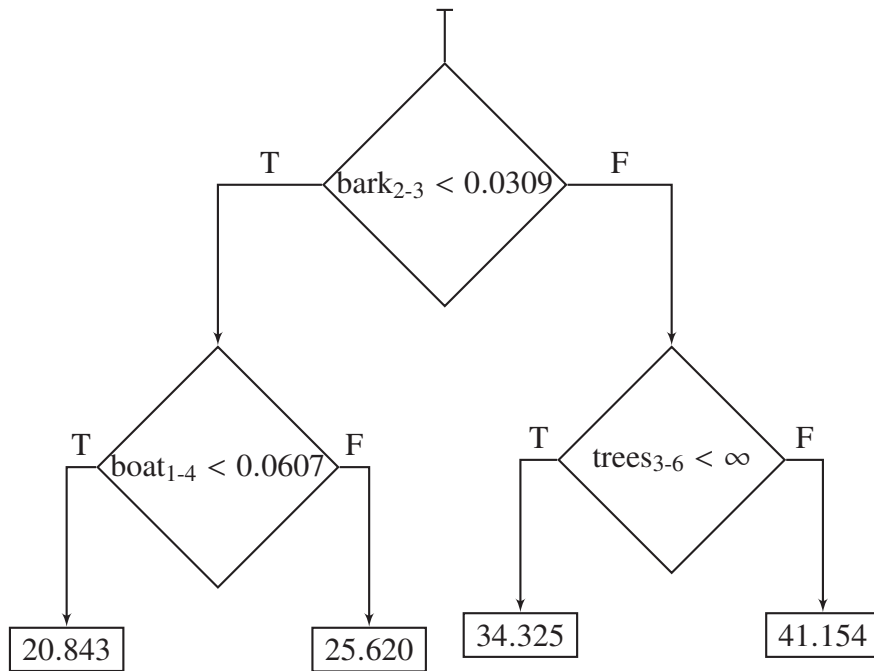 T
F
bark2-3 < 0.0309
T
F
T
F
boat1-4 < 0.0607
trees3-6 < ∞
20.843
25.620
34.325
41.154